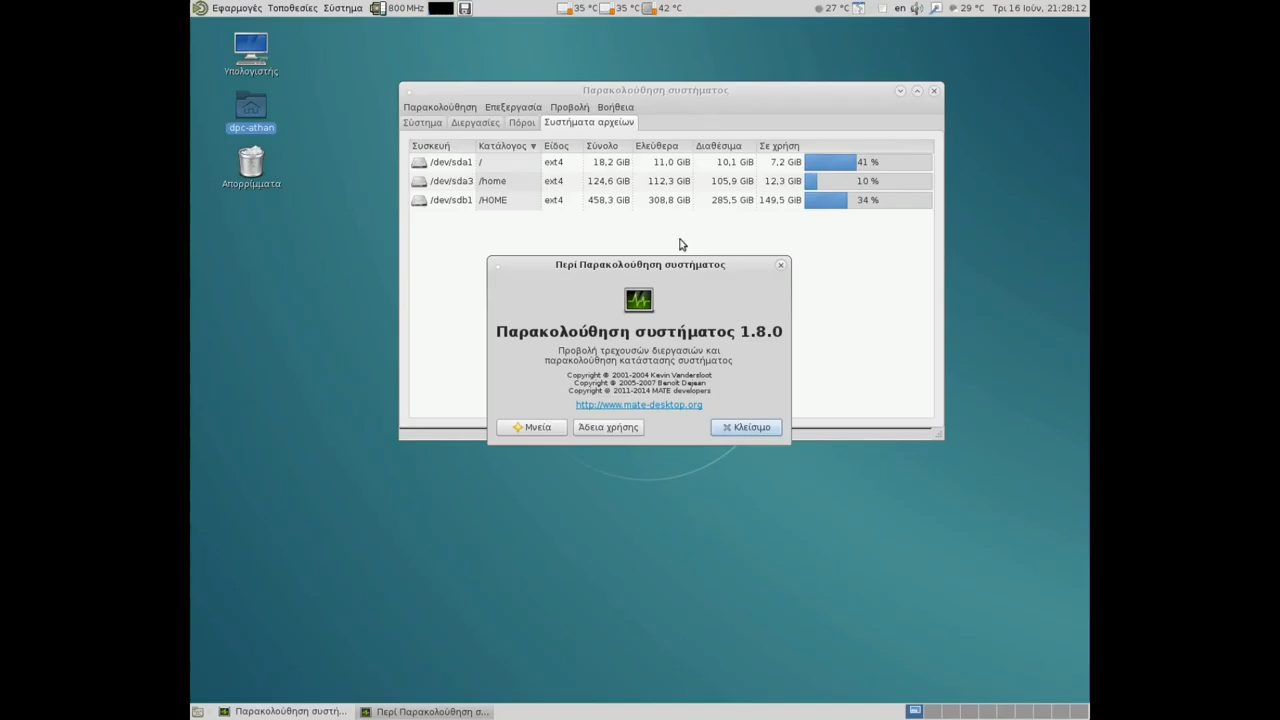 Εφαρμογές Τοποθεσίες Σύστημα 800 MHz 35 °C 35 °C 42 °C 27 °C en 29 °C Τρι 16 Ιούν, 21:28:12
Υπολογιστής
dpc-athan
Απορρίμματα
Παρακολούθηση συστήματος
Παρακολούθηση Επεξεργασία Προβολή Βοήθεια
Σύστημα Διεργασίες Πόροι Συστήματα αρχείων
Συσκευή Κατάλογος Είδος Σύνολο Ελεύθερα Διαθέσιμα Σε χρήση
/dev/sda1 / ext4 18,2 GiB 11,0 GiB 10,1 GiB 7,2 GiB 41 %
/dev/sda3 /home ext4 124,6 GiB 112,3 GiB 105,9 GiB 12,3 GiB 10 %
/dev/sdb1 /HOME ext4 458,3 GiB 308,8 GiB 285,5 GiB 149,5 GiB 34 %
Περί Παρακολούθηση συστήματος
Παρακολούθηση συστήματος 1.8.0
Προβολή τρεχουσών διεργασιών και
παρακολούθηση κατάστασης συστήματος
Copyright © 2001-2004 Kevin Vandersloot
Copyright © 2005-2007 Benoît Dejean
Copyright © 2011-2014 MATE developers
http://www.mate-desktop.org
Μνεία Άδεια χρήσης Κλείσιμο
Παρακολούθηση συστή... Περί Παρακολούθηση σ...